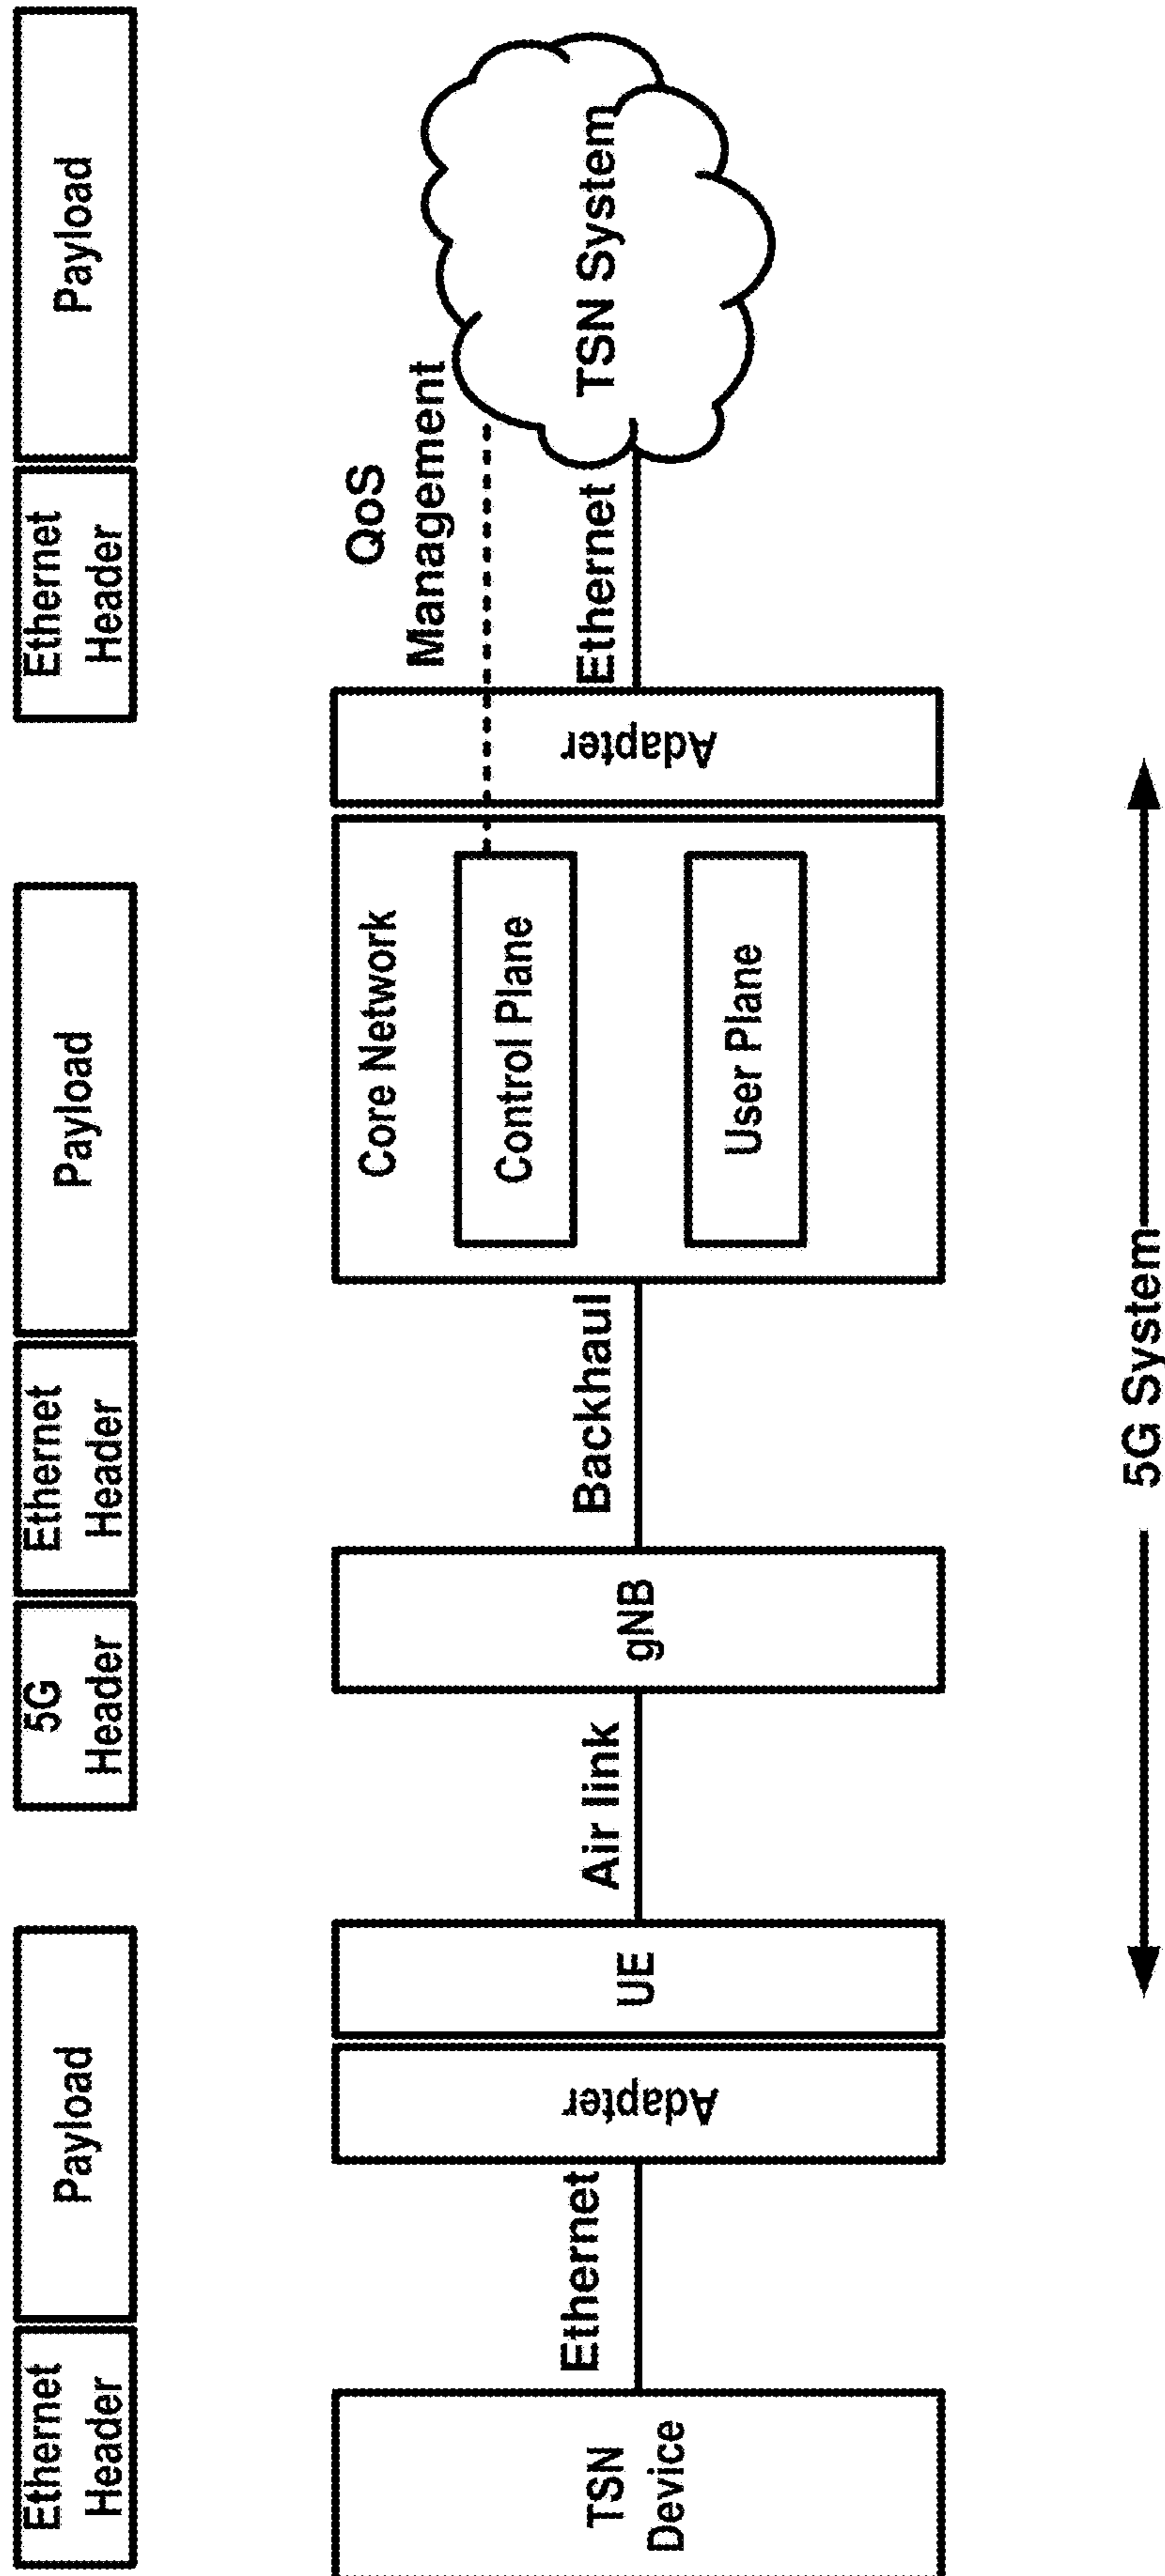 Ethernet
Header
Payload
5G
Header
Ethernet
Header
Payload
Ethernet
Header
Payload
TSN
Device
Ethernet
Adapter
UE
Air link
gNB
Backhaul
Core Network
Control Plane
User Plane
Adapter
QoS
Management
Ethernet
TSN System
5G System